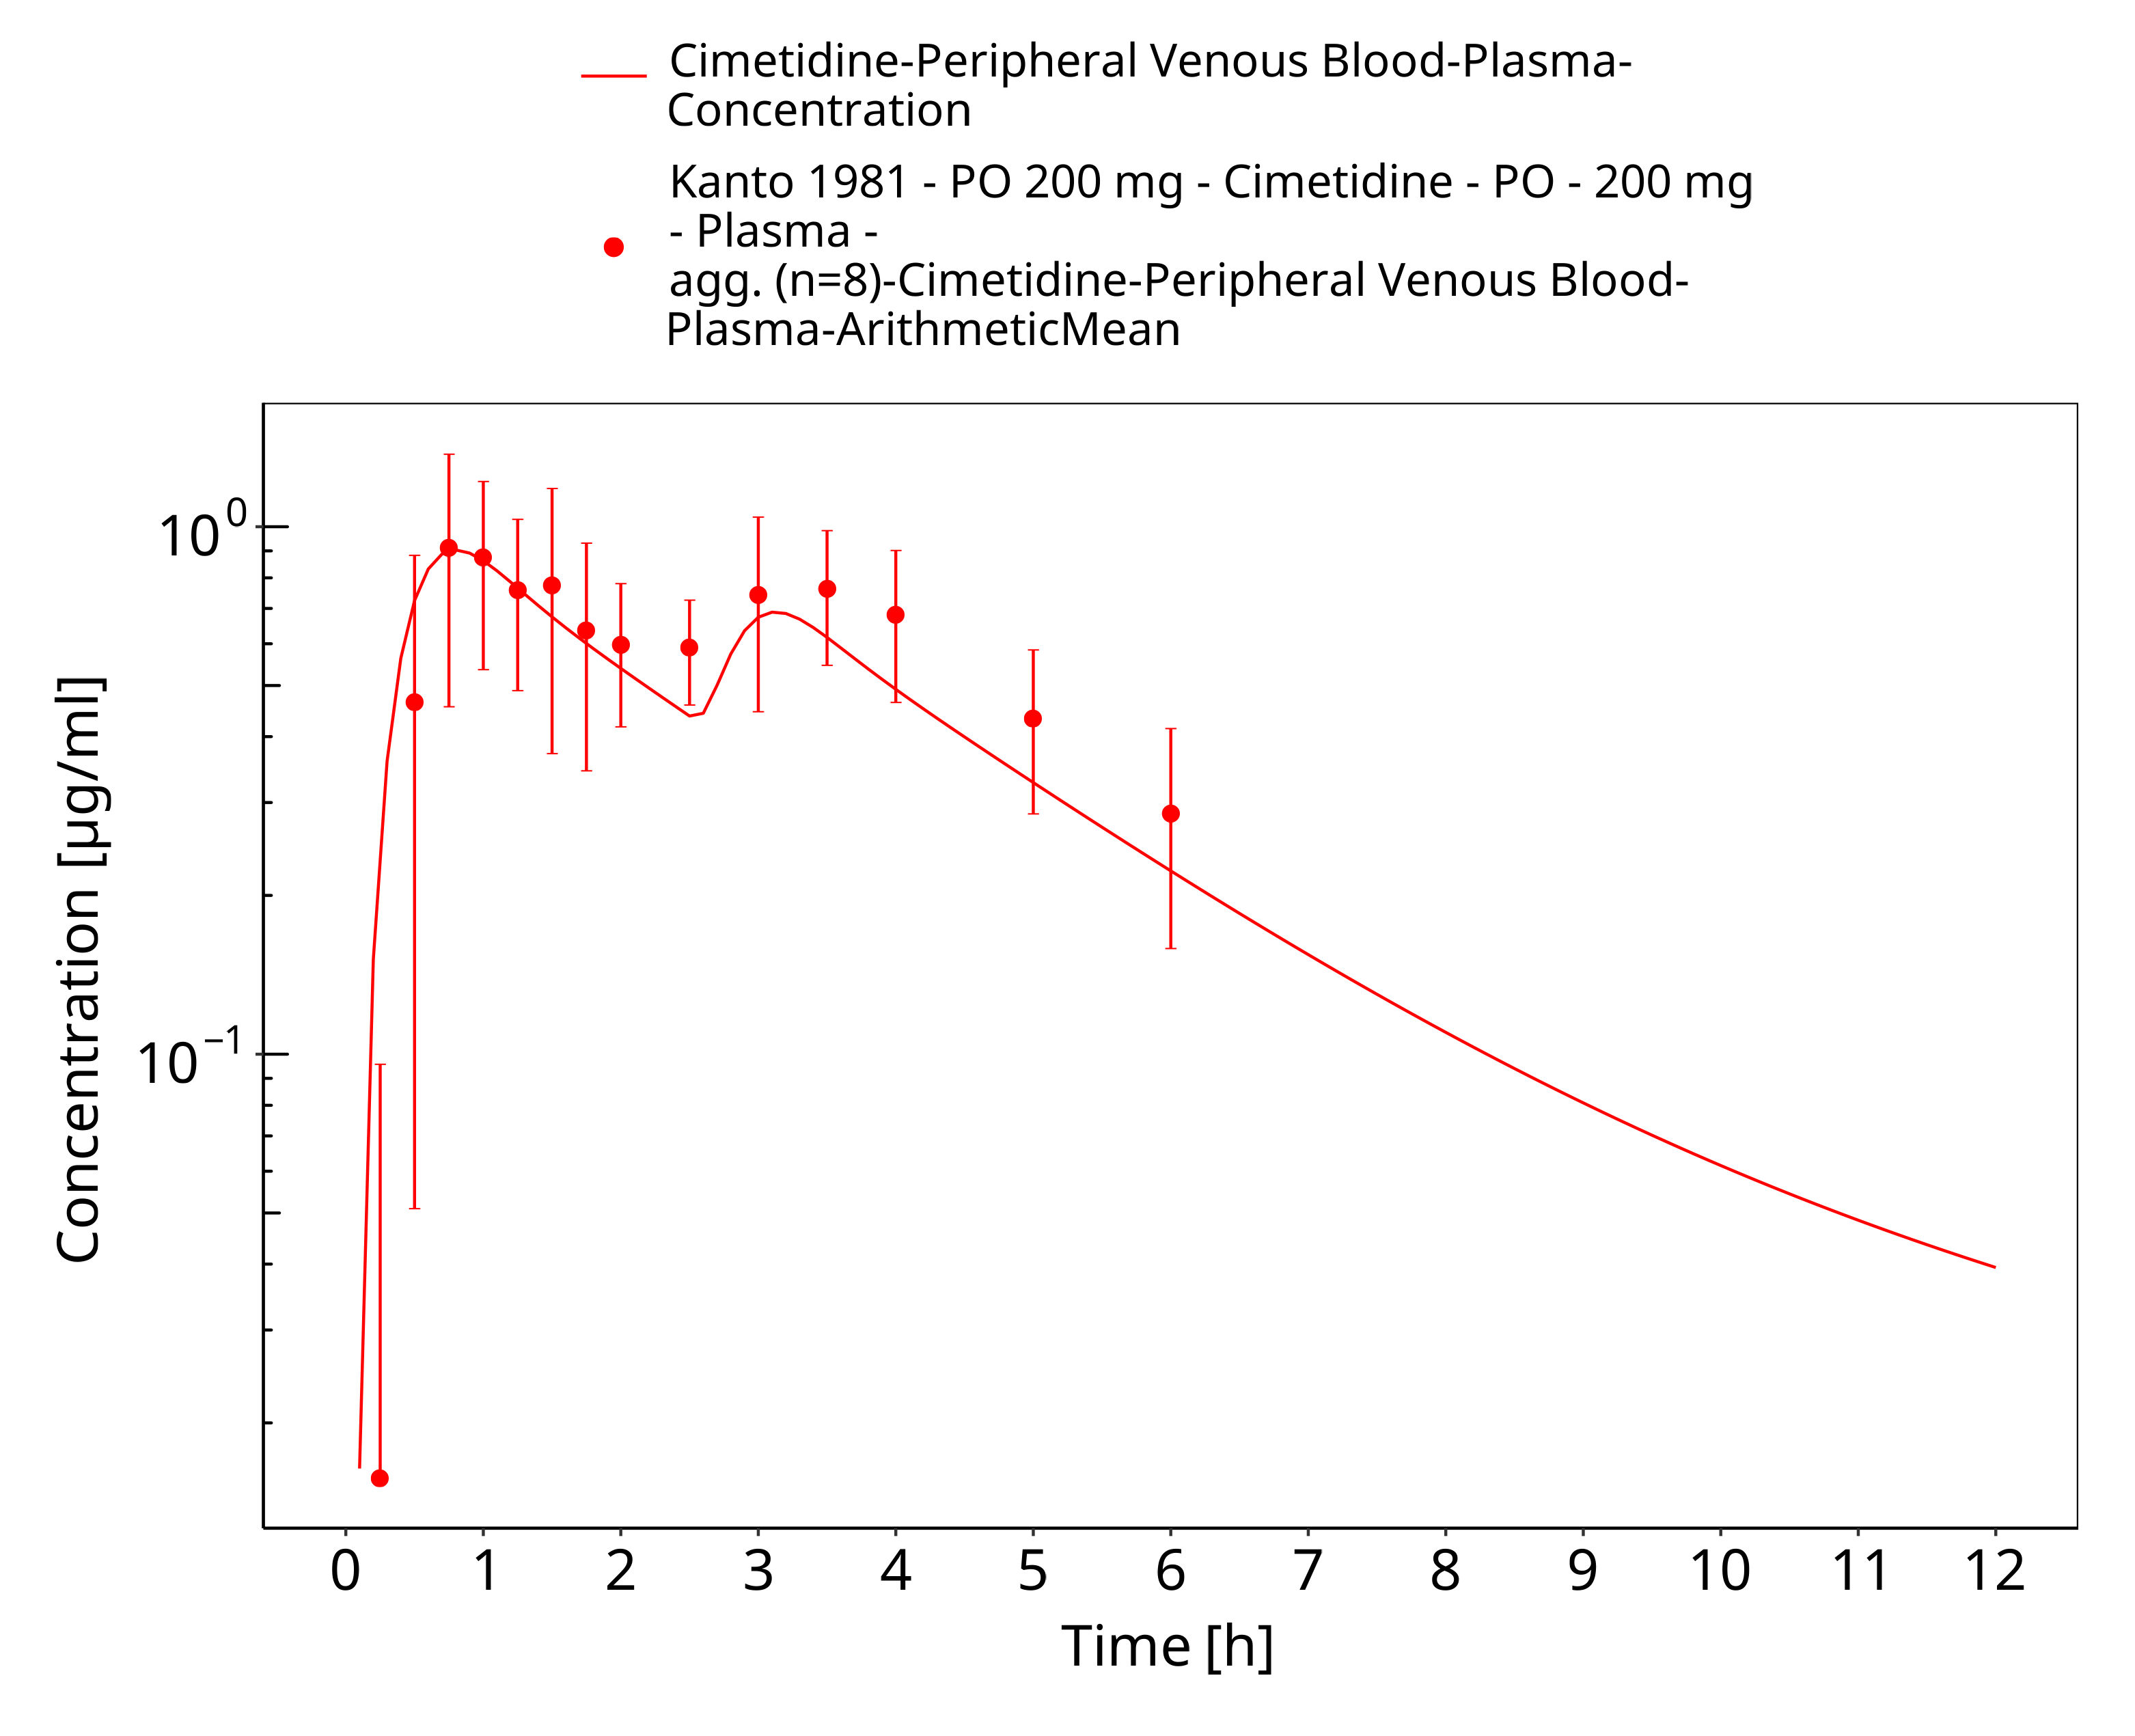 Cimetidine-Peripheral Venous Blood-Plasma-
Concentration
Kanto 1981 - PO 200 mg - Cimetidine - PO - 200 mg
- Plasma -
agg. (n=8)-Cimetidine-Peripheral Venous Blood-
Plasma-ArithmeticMean
10⁰
10⁻¹
Concentration [µg/ml]
0 1 2 3 4 5 6 7 8 9 10 11 12
Time [h]